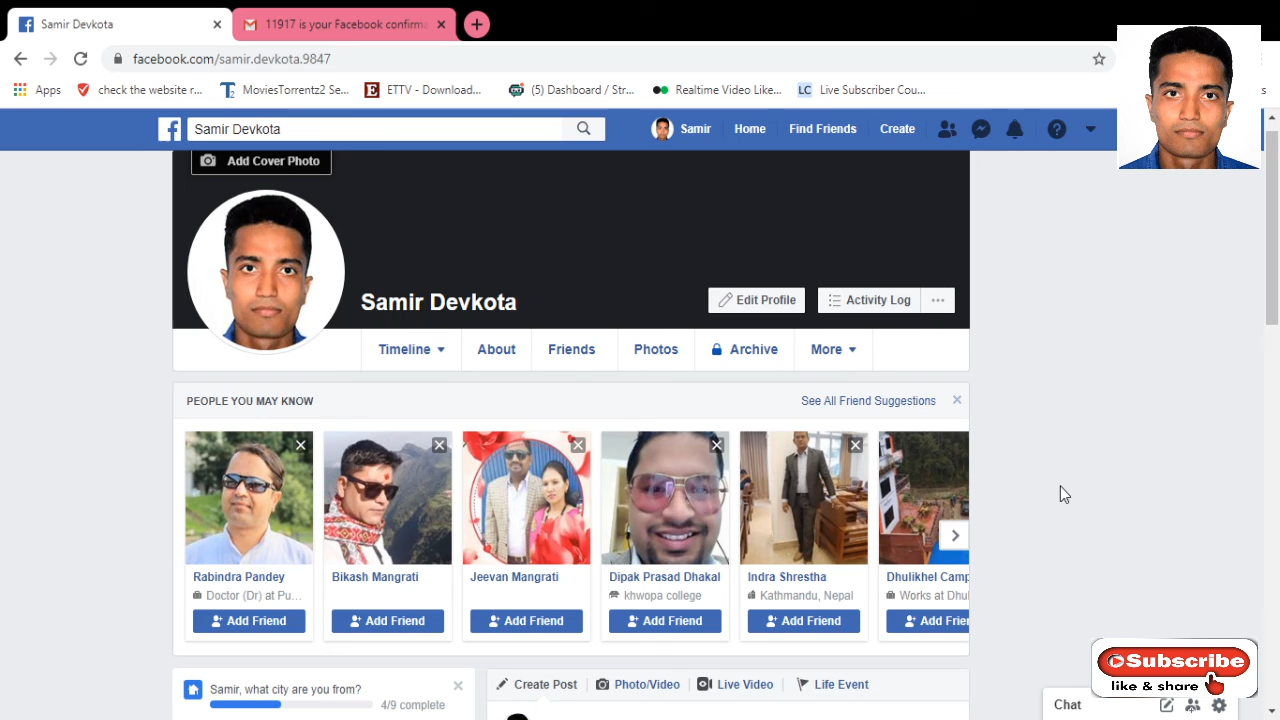 Samir Devkota
11917 is your Facebook confirma
facebook.com/samir.devkota.9847
Apps check the website r... MoviesTorrentz2 Se... ETTV - Download... (5) Dashboard / Str... Realtime Video Like... LC Live Subscriber Cou...
Samir Devkota
Samir Home Find Friends Create
Add Cover Photo
Samir Devkota
Edit Profile Activity Log
Timeline About Friends Photos Archive More
PEOPLE YOU MAY KNOW See All Friend Suggestions
Rabindra Pandey Bikash Mangrati Jeevan Mangrati Dipak Prasad Dhakal Indra Shrestha Dhulikhel Camp
Doctor (Dr) at Pu... khwopa college Kathmandu, Nepal Works at Dhul
Add Friend Add Friend Add Friend Add Friend Add Friend Add Frien
Samir, what city are you from?
4/9 complete
Create Post Photo/Video Live Video Life Event
Subscribe
like & share
Chat